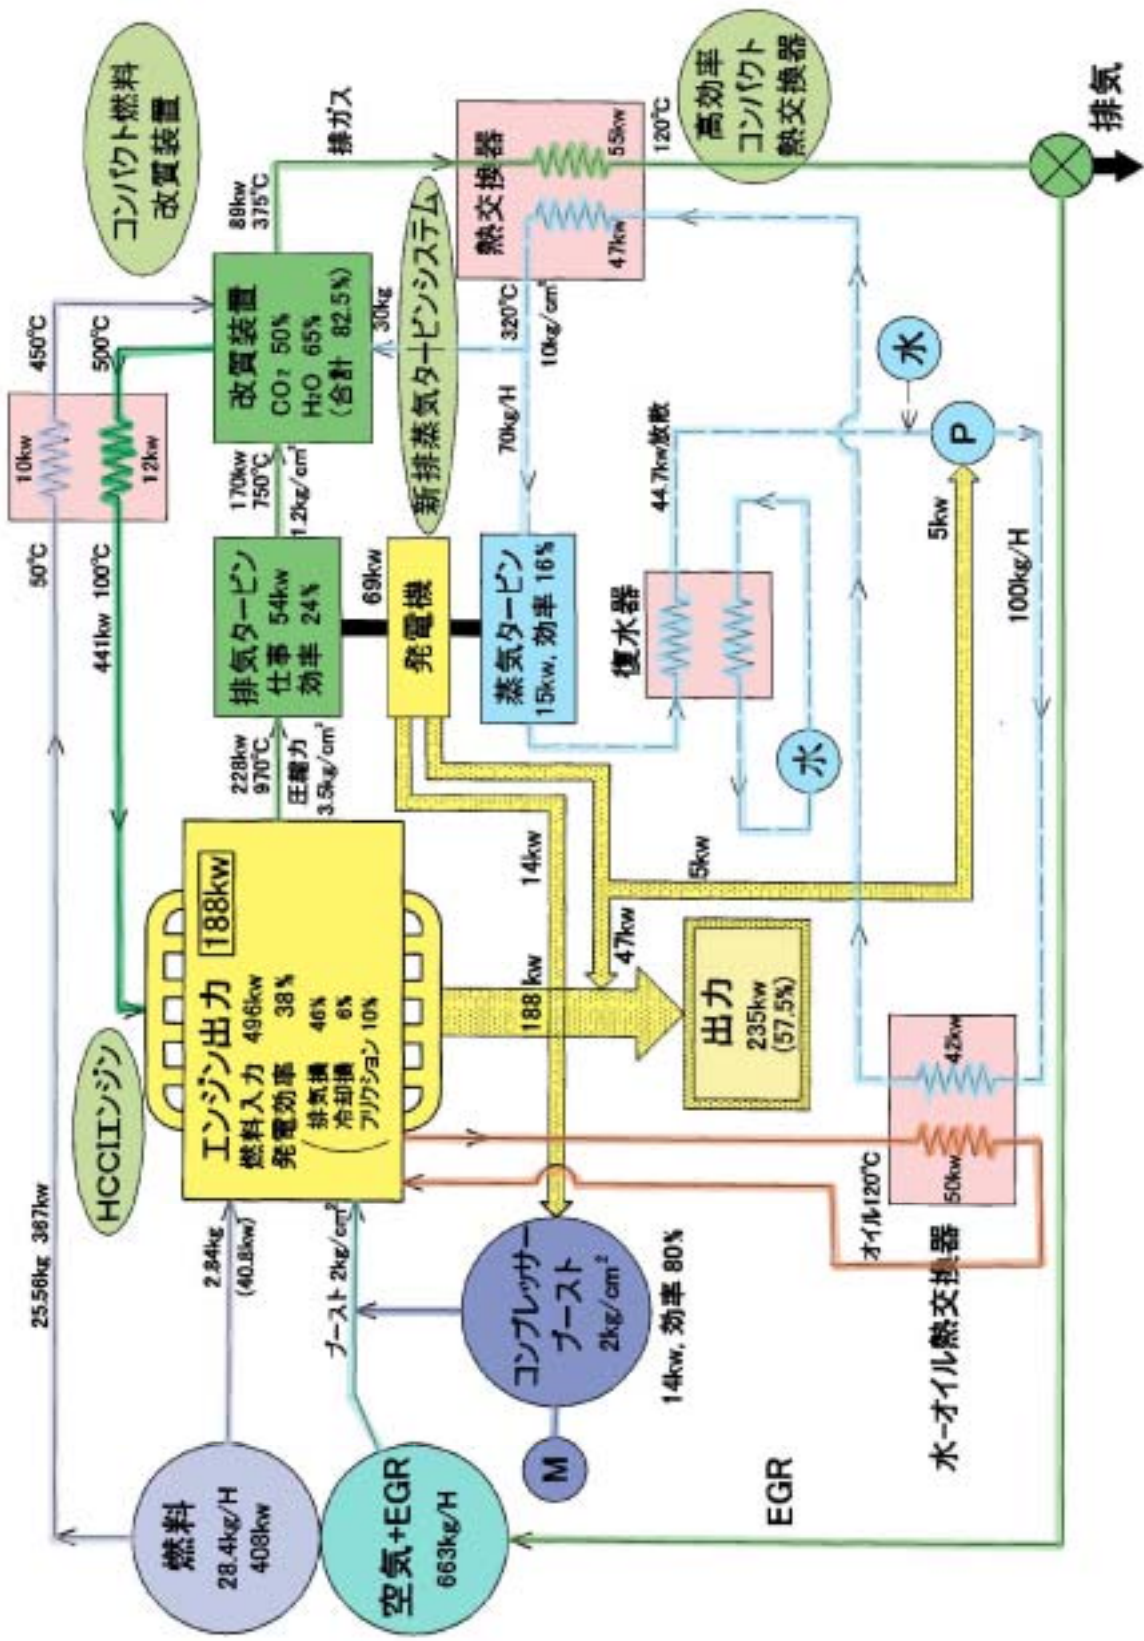 コンパクト燃料
改質装置
HCCIエンジン
新排蒸気タービンシステム
高効率
コンパクト
熱交換器
燃料
28.4kg/H
408kw
空気+EGR
663kg/H
25.56kg 367kw
2.84kg
(40.8kw)
ブースト 2kg/cm²
M
コンプレッサー
ブースト
2kg/cm²
14kw, 効率 80%
EGR
エンジン出力 188kw
燃料入力 496kw
発電効率 38%
排気損 46%
冷却損 6%
フリクション 10%
50℃
450℃
10kw
12kw
441kw 100℃
500℃
228kw
970℃
圧縮力
3.5kg/cm²
排気タービン
仕事 54kw
効率 24%
170kw
750℃
1.2kg/cm²
改質装置
CO₂ 50%
H₂O 65%
(合計 82.5%)
89kw
375℃
排ガス
30kg
69kw
発電機
蒸気タービン
15kw, 効率 16%
70kg/H
320℃
10kg/cm²
熱交換器
47kw
55kw
120℃
14kw
188kw
47kw
5kw
5kw
出力
235kw
(57.5%)
復水器
44.7kw放散
水
水
P
100kg/H
オイル120℃
50kw
42kw
水ーオイル熱交換器
排気